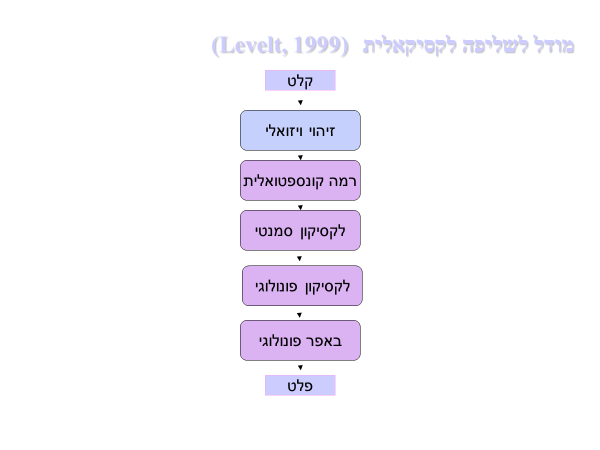 מודל לשליפה לקסיקאלית (Levelt, 1999)
קלט
זיהוי ויזואלי
רמה קונספטואלית
לקסיקון סמנטי
לקסיקון פונולוגי
באפר פונולוגי
פלט